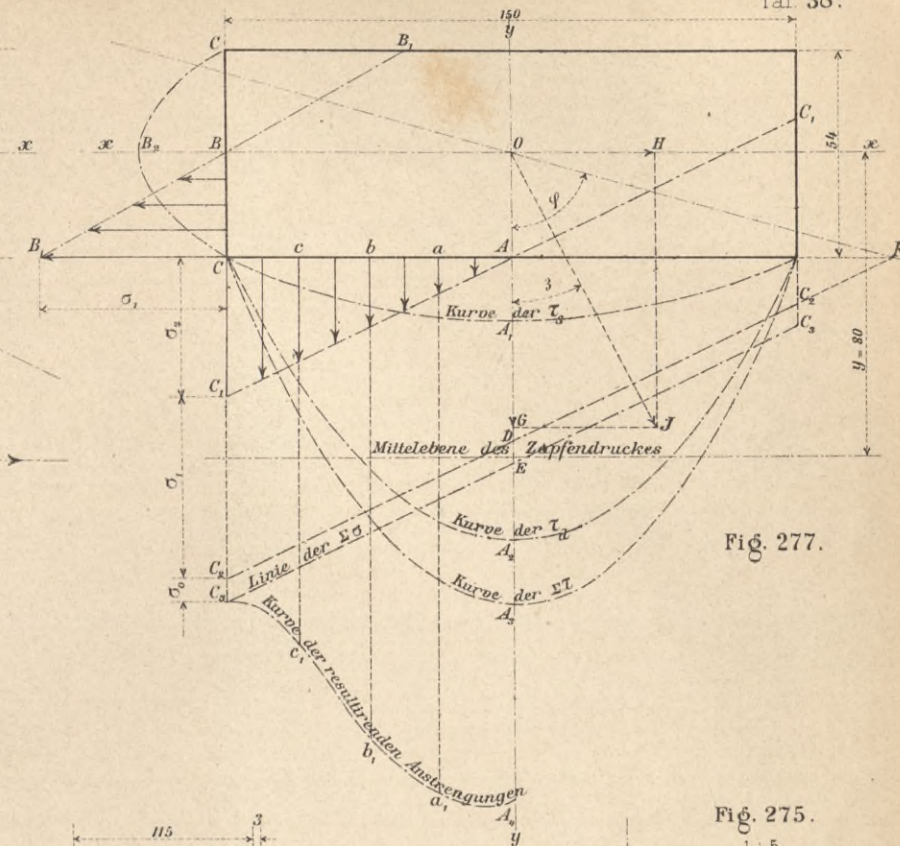 Taf. 38.
150
y
C B₁
C₁
54
x x B₂ B O H x
φ
B₁ C c b a A
3
σ₁ σ₂ Kurve der τₛ
A₁
C₂
C₃
y = 80
C₁
G
D J
Mittelebene des Zapfendruckes
E
σ₁
Kurve der τd
A₂
Fig. 277.
Linie der Σσ
C₂
σ₀ C₃
Kurve der Στ
A₃
Kurve der resultirenden Anstrengungen
c₁
b₁
a₁
A₄
y
Fig. 275.
115 3